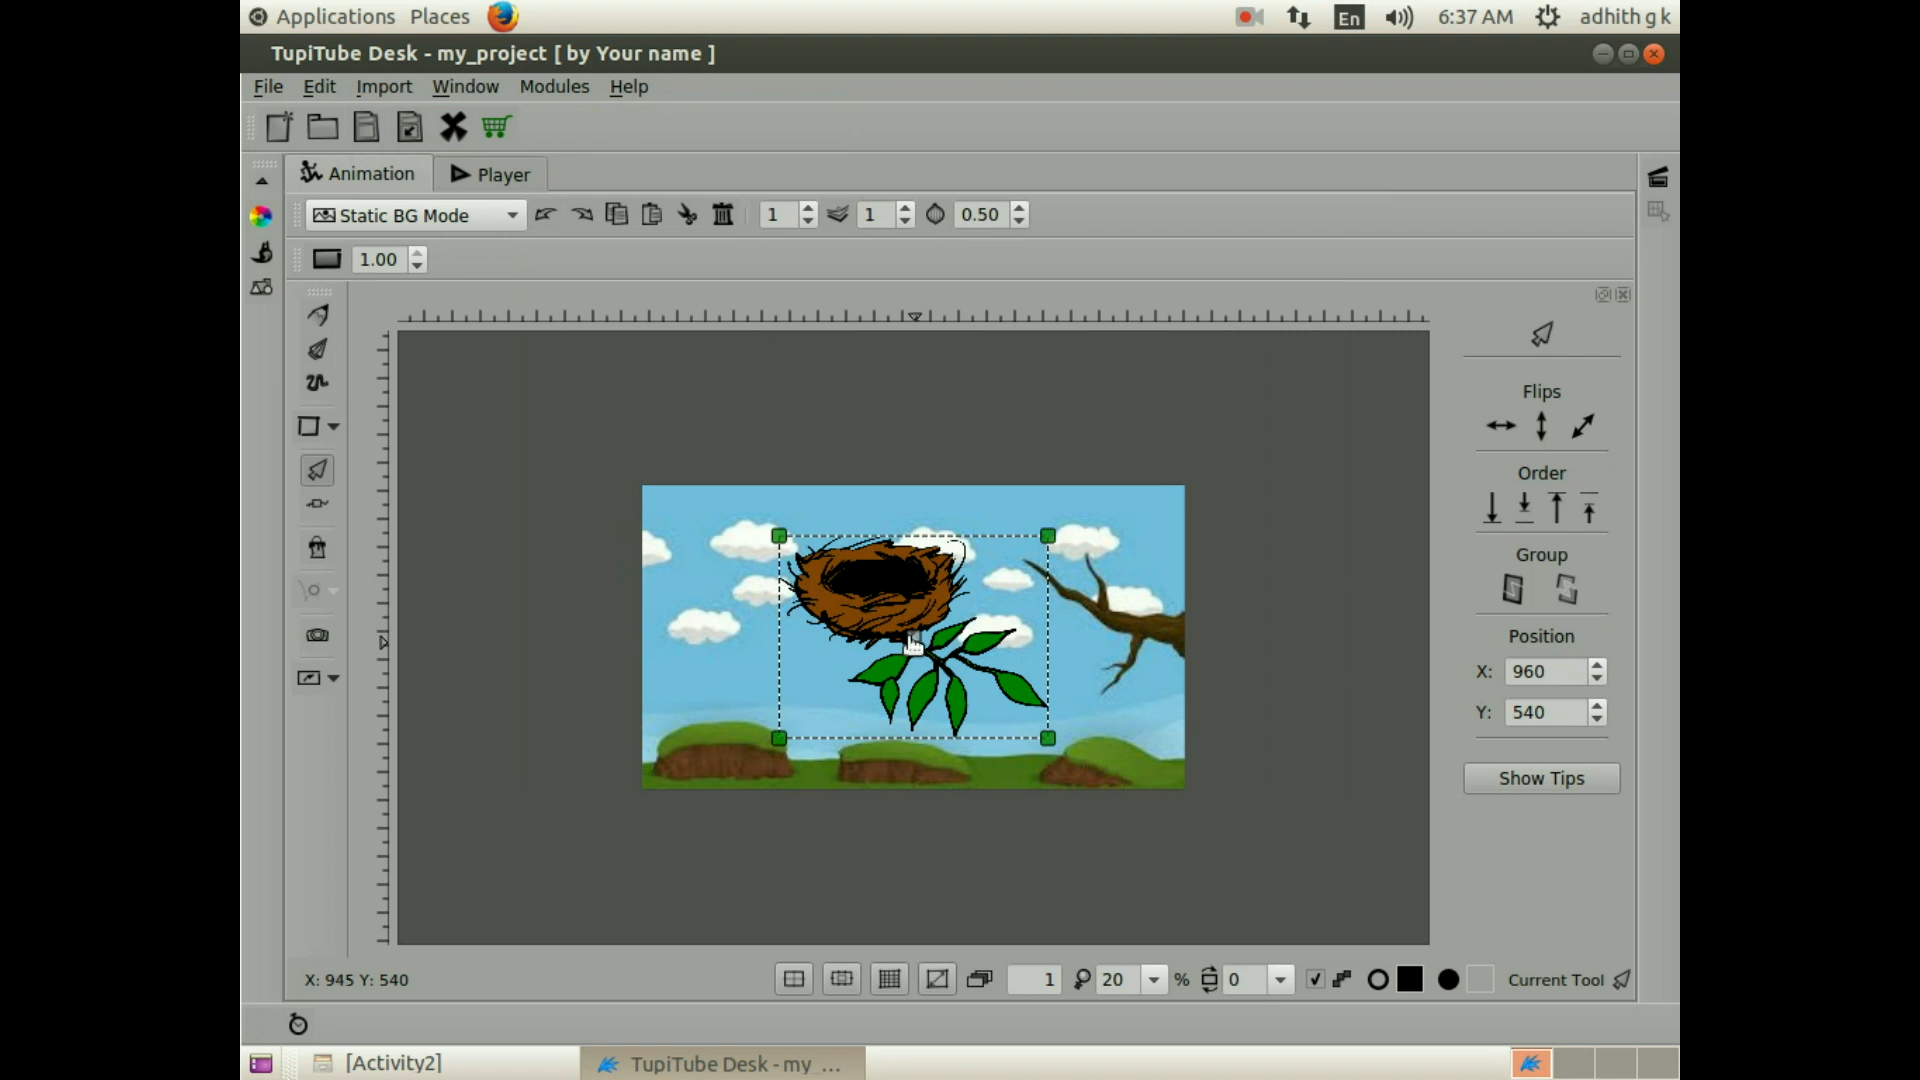 Applications Places En 6:37 AM adhith g k
TupiTube Desk - my_project [ by Your name ]
File Edit Import Window Modules Help
Animation Player
Static BG Mode 1 1 0.50
1.00
Flips
Order
Group
Position
X: 960
Y: 540
Show Tips
X: 945 Y: 540 1 20 % 0 Current Tool
[Activity2] TupiTube Desk - my_...